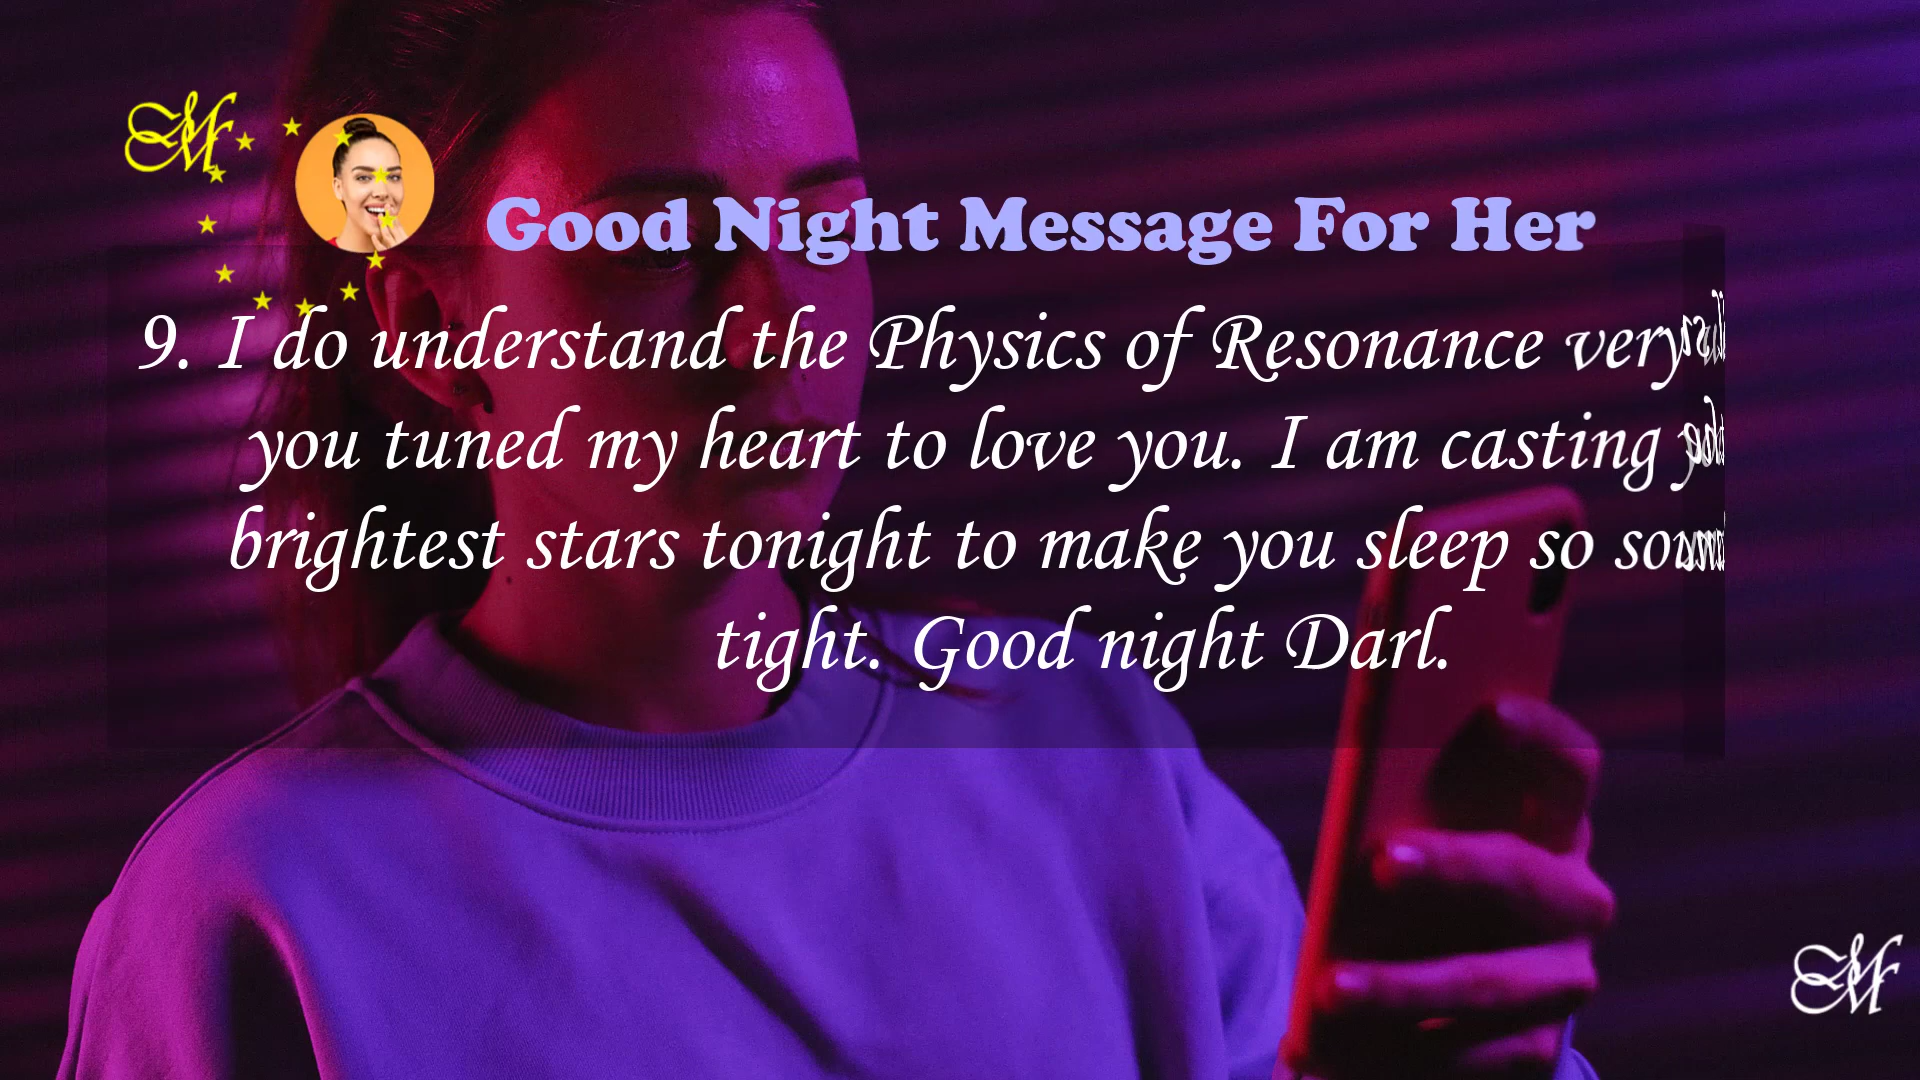 Good Night Message For Her
9. I do understand the Physics of Resonance very
you tuned my heart to love you. I am casting
brightest stars tonight to make you sleep so
tight. Good night Darl.